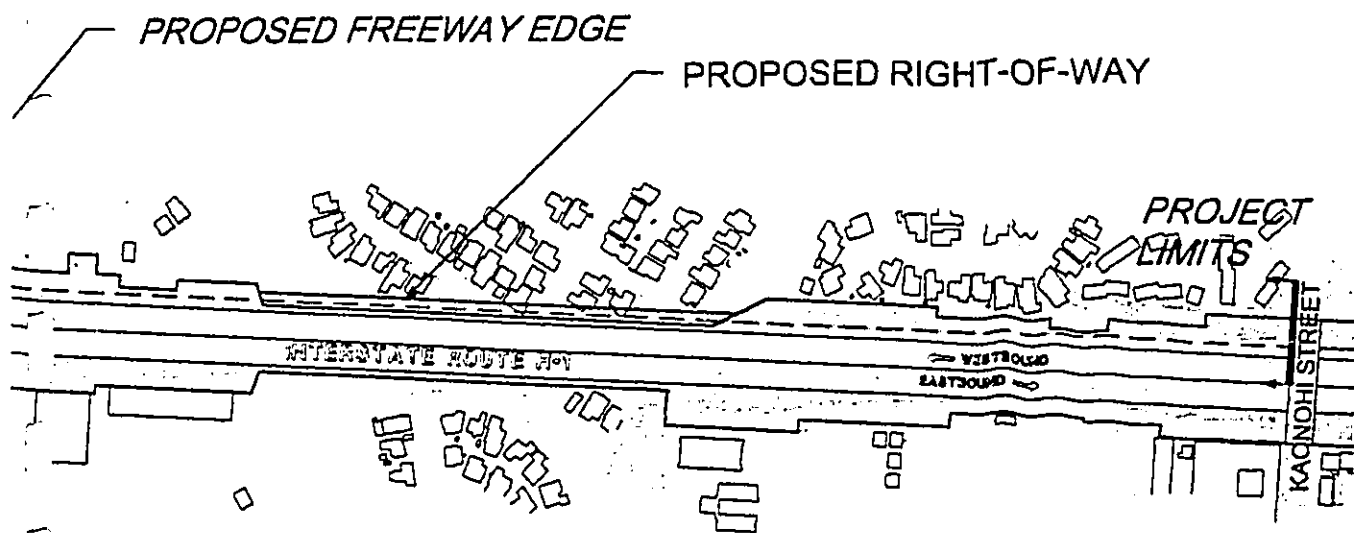 PROPOSED FREEWAY EDGE
PROPOSED RIGHT-OF-WAY
PROJECT
LIMITS
INTERSTATE ROUTE H-1
WESTBOUND
EASTBOUND
KAONOHI STREET